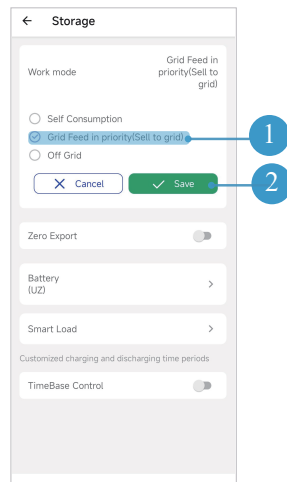 ← Storage
Grid Feed in
Work mode priority(Sell to
grid)
Self Consumption
Grid Feed in priority(Sell to grid)
1
Off Grid
Cancel
Save
2
Zero Export
Battery
(UZ)
Smart Load
Customized charging and discharging time periods
TimeBase Control